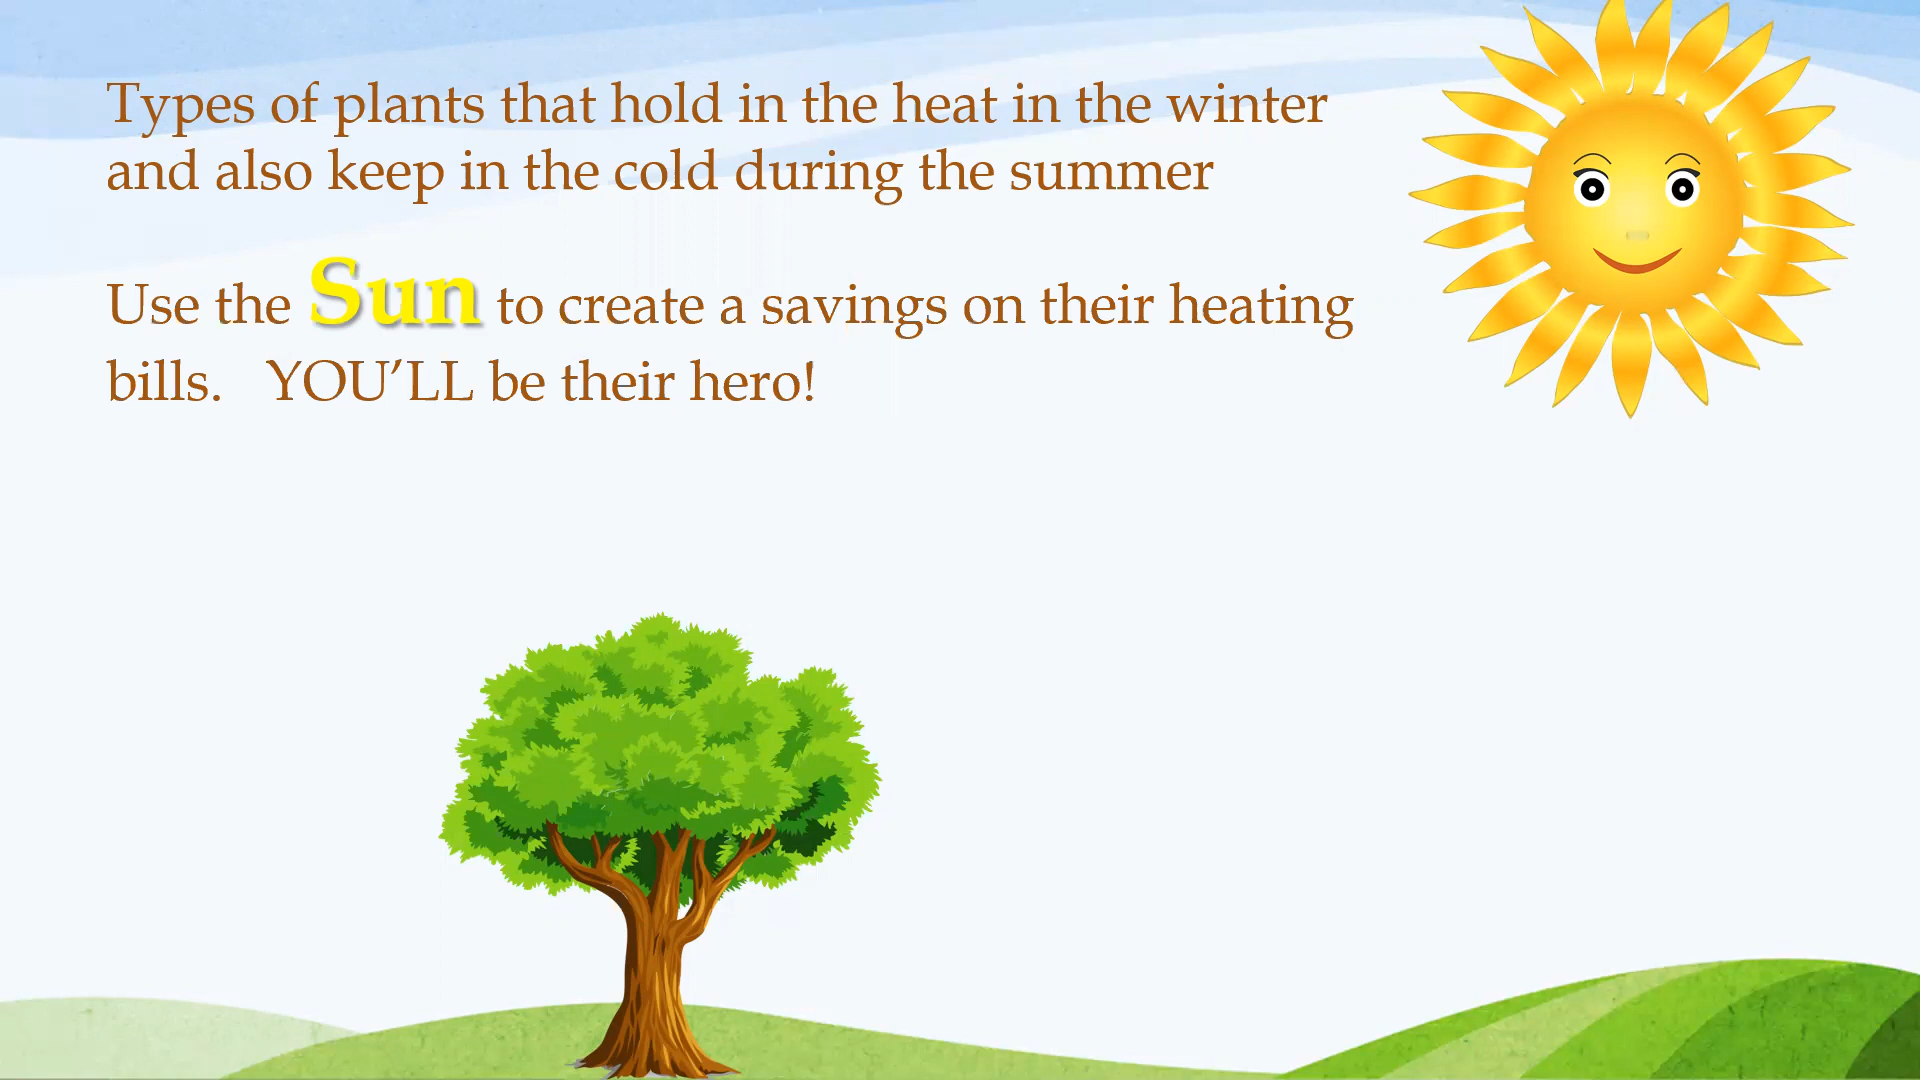 Types of plants that hold in the heat in the winter
and also keep in the cold during the summer
Use the Sun to create a savings on their heating
bills.   YOU’LL be their hero!